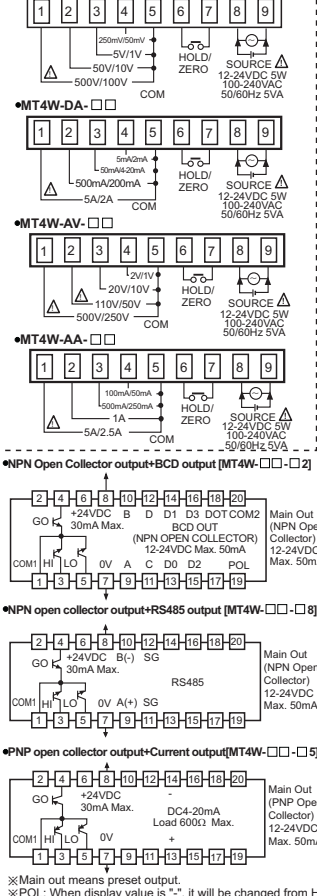 1 2 3 4 5 6 7 8 9
250mV/50mV
5V/1V
50V/10V
500V/100V
COM
HOLD/
ZERO
SOURCE
12-24VDC 5W
100-240VAC
50/60Hz 5VA
●MT4W-DA-□□
1 2 3 4 5 6 7 8 9
5mA/2mA
50mA/4-20mA
500mA/200mA
5A/2A
COM
HOLD/
ZERO
SOURCE
12-24VDC 5W
100-240VAC
50/60Hz 5VA
●MT4W-AV-□□
1 2 3 4 5 6 7 8 9
2V/1V
20V/10V
110V/50V
500V/250V
COM
HOLD/
ZERO
SOURCE
12-24VDC 5W
100-240VAC
50/60Hz 5VA
●MT4W-AA-□□
1 2 3 4 5 6 7 8 9
100mA/50mA
500mA/250mA
1A
5A/2.5A
COM
HOLD/
ZERO
SOURCE
12-24VDC 5W
100-240VAC
50/60Hz 5VA
●NPN Open Collector output+BCD output [MT4W-□□-□2]
2 4 6 8 10 12 14 16 18 20
+24VDC B D D1 D3 DOT COM2
GO 30mA Max.
BCD OUT
(NPN OPEN COLLECTOR)
12-24VDC Max. 50mA
COM1 HI LO 0V A C D0 D2 POL
1 3 5 7 9 11 13 15 17 19
Main Out
(NPN Ope
Collector)
12-24VDC
Max. 50m
●NPN open collector output+RS485 output [MT4W-□□-□8]
2 4 6 8 10 12 14 16 18 20
+24VDC B(-) SG
GO 30mA Max.
RS485
COM1 HI LO 0V A(+) SG
1 3 5 7 9 11 13 15 17 19
Main Out
(NPN Open
Collector)
12-24VDC
Max. 50mA
●PNP open collector output+Current output[MT4W-□□-□5]
2 4 6 8 10 12 14 16 18 20
+24VDC -
GO 30mA Max.
DC4-20mA
Load 600Ω Max.
COM1 HI LO 0V +
1 3 5 7 9 11 13 15 17 19
Main Out
(PNP Ope
Collector)
12-24VDC
Max. 50mA
※Main out means preset output.
※POL: When display value is "-", it will be changed from H